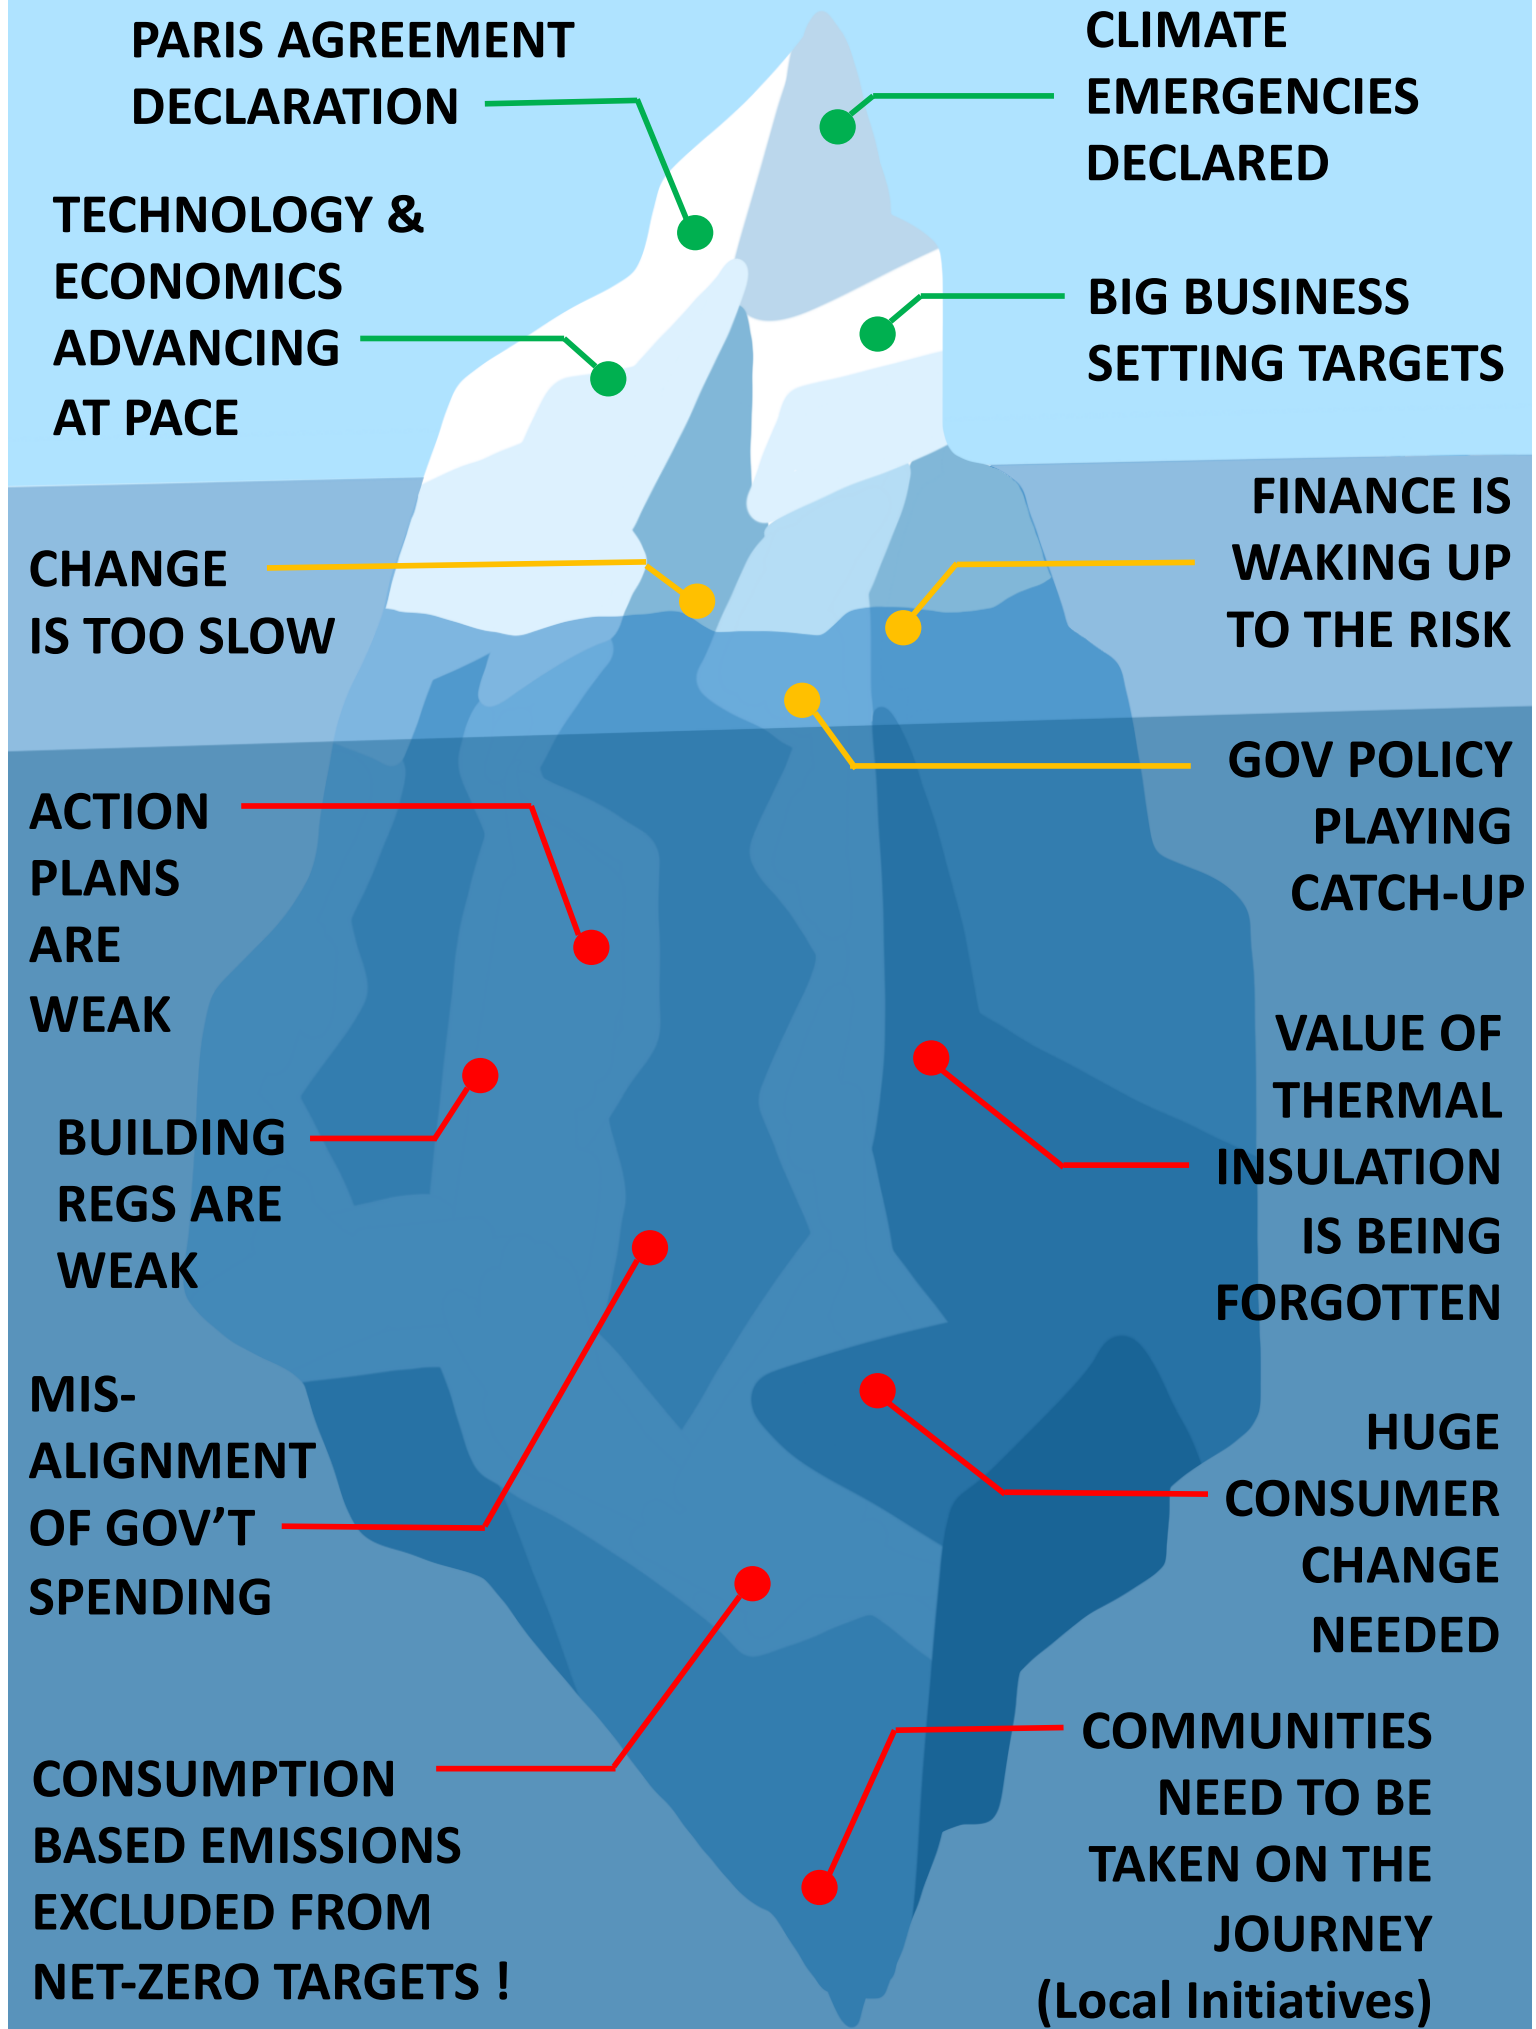 PARIS AGREEMENT
DECLARATION
CLIMATE
EMERGENCIES
DECLARED
TECHNOLOGY &
ECONOMICS
ADVANCING
AT PACE
BIG BUSINESS
SETTING TARGETS
CHANGE
IS TOO SLOW
FINANCE IS
WAKING UP
TO THE RISK
GOV POLICY
PLAYING
CATCH-UP
ACTION
PLANS
ARE
WEAK
VALUE OF
THERMAL
INSULATION
IS BEING
FORGOTTEN
BUILDING
REGS ARE
WEAK
MIS-
ALIGNMENT
OF GOV’T
SPENDING
HUGE
CONSUMER
CHANGE
NEEDED
CONSUMPTION
BASED EMISSIONS
EXCLUDED FROM
NET-ZERO TARGETS !
COMMUNITIES
NEED TO BE
TAKEN ON THE
JOURNEY
(Local Initiatives)